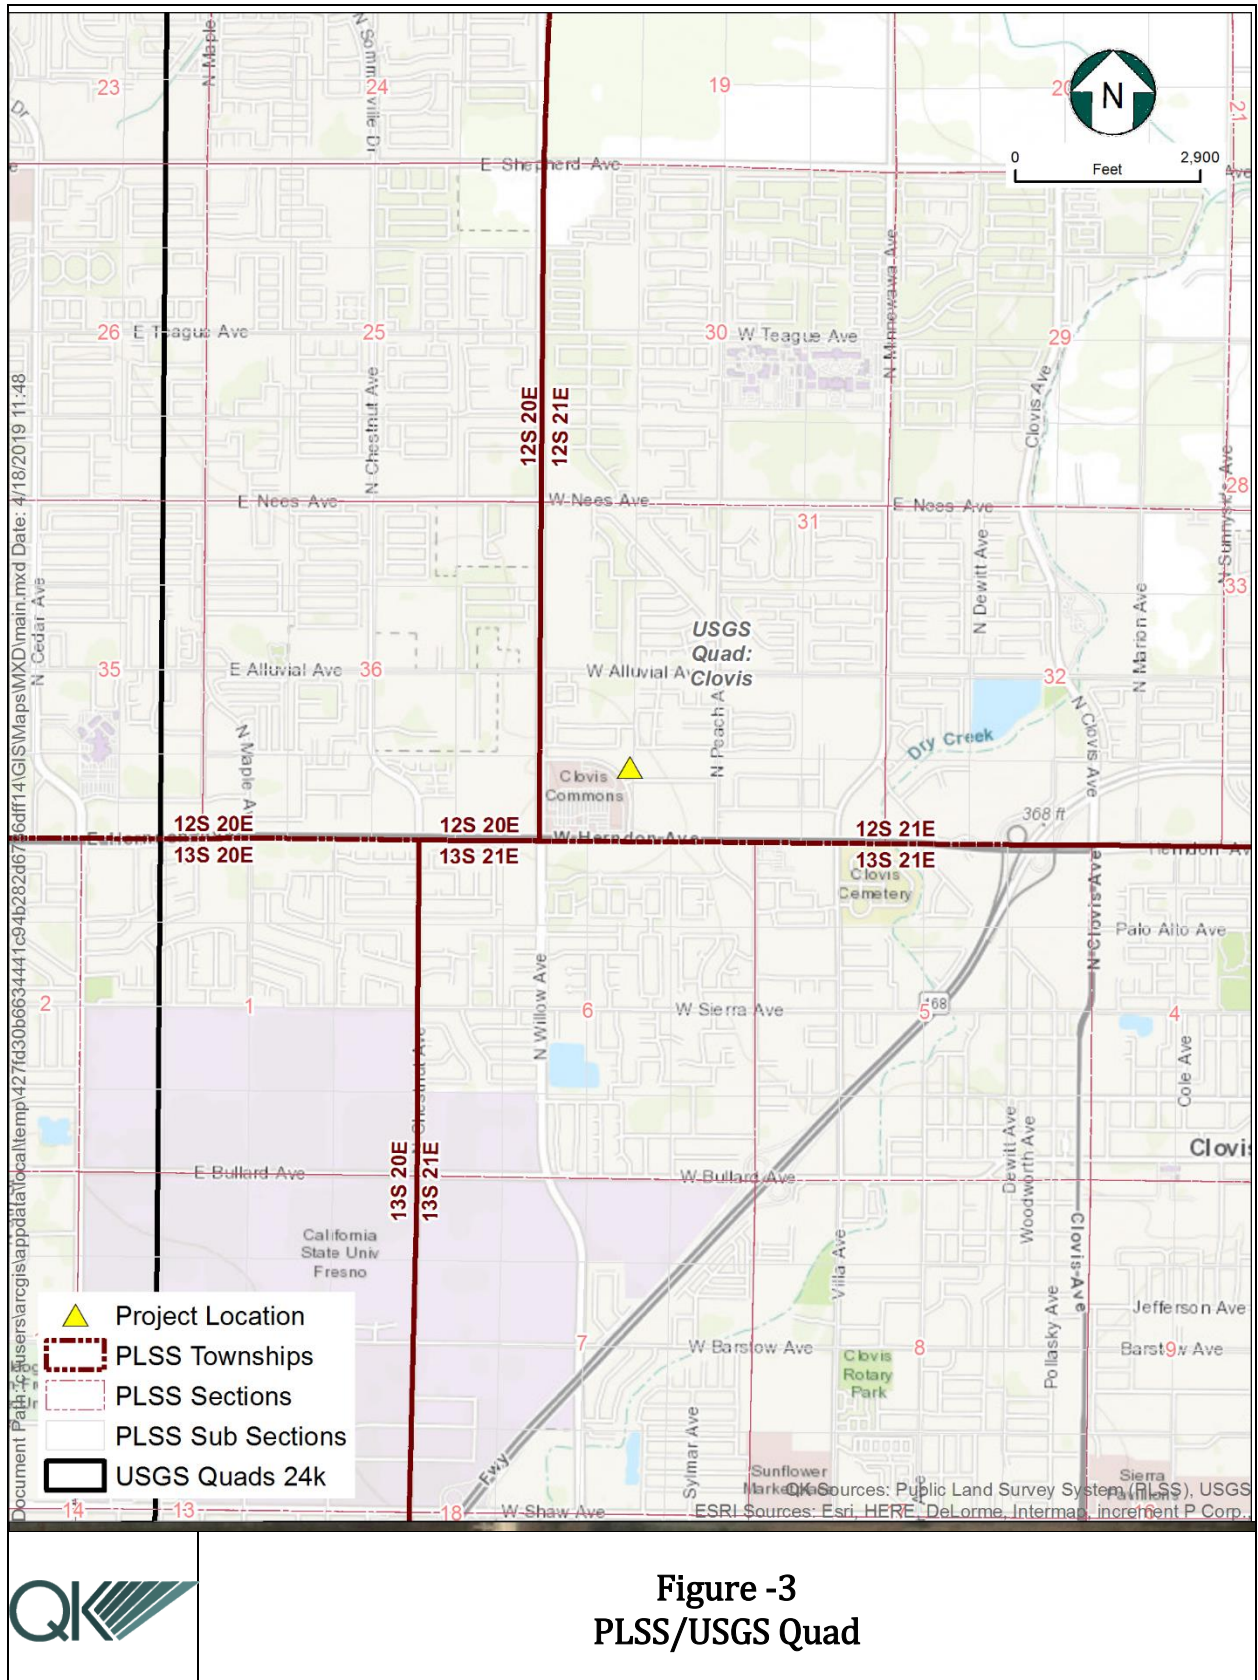 N Maple
N Sommerville Dr
23
24
19
20
21
N
0
2,900
Feet
Dr
E Shepherd Ave
Ave
N Minnewawa Ave
26
E Teague Ave
25
30
W Teague Ave
29
N Chestnut Ave
12S 20E
12S 21E
Clovis Ave
N Sunnyside Ave
28
E Nees Ave
W Nees Ave
E Nees Ave
31
N Dewitt Ave
33
N Cedar Ave
N Marion Ave
USGS
Quad:
Clovis
35
E Alluvial Ave
36
W Alluvial Av
32
N Peach A
N Clovis Ave
N Maple Av
Dry Creek
Clovis
Commons
368 ft
12S 20E
12S 20E
12S 21E
W Herndon Ave
Herndon Av
13S 20E
13S 21E
13S 21E
Clovis
Cemetery
N Clovis Ave
Palo Alto Ave
N Willow Ave
2
1
6
W Sierra Ave
168
5
4
N Chestnut Ave
Cole Ave
Dewitt Ave
Woodworth Ave
Clovis
13S 20E
13S 21E
E Bullard Ave
W Bullard Ave
California
State Univ
Fresno
Villa Ave
Clovis Ave
Pollasky Ave
Jefferson Ave
7
W Barstow Ave
8
Barstow Ave
9
Clovis
Rotary
Park
Sylmar Ave
Fwy
Sunflower
Sierra
14
13
18
W Shaw Ave
16
Project Location
PLSS Townships
PLSS Sections
PLSS Sub Sections
USGS Quads 24k
QK Sources: Public Land Survey System (PLSS), USGS
ESRI Sources: Esri, HERE, DeLorme, Intermap, increment P Corp.,
QK
Figure -3
PLSS/USGS Quad